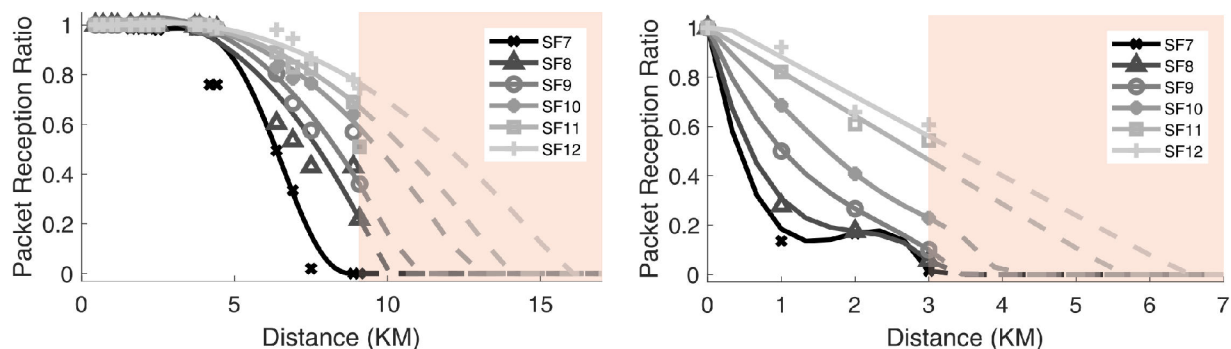 Packet Reception Ratio
1
0.8
0.6
0.4
0.2
0
0
5
10
15
Distance (KM)
SF7
SF8
SF9
SF10
SF11
SF12
Packet Reception Ratio
1
0.8
0.6
0.4
0.2
0
0
1
2
3
4
5
6
7
Distance (KM)
SF7
SF8
SF9
SF10
SF11
SF12